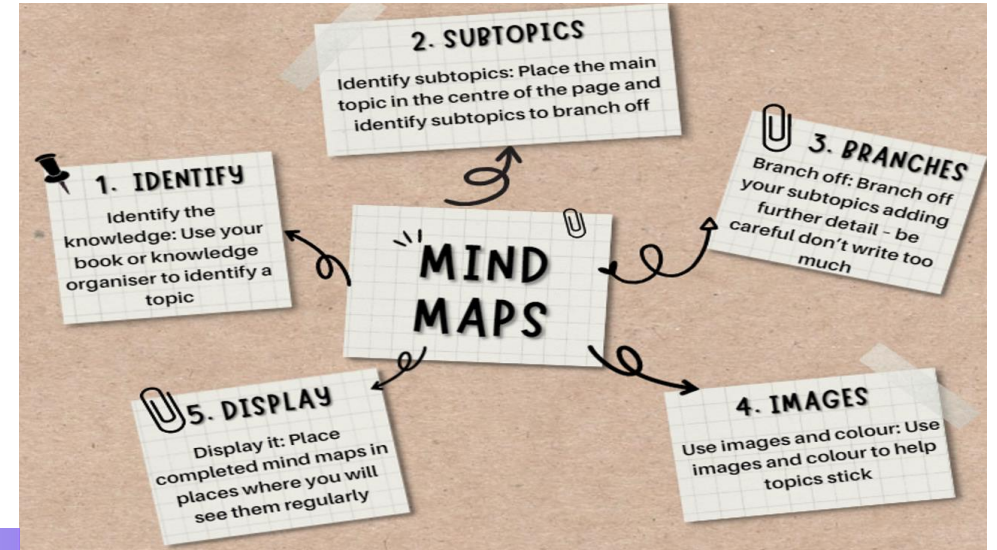 MIND
MAPS
1. IDENTIFY
Identify the
knowledge: Use your
book or knowledge
organiser to identify a
topic
2. SUBTOPICS
Identify subtopics: Place the main
topic in the centre of the page and
identify subtopics to branch off
3. BRANCHES
Branch off: Branch off
your subtopics adding
further detail - be
careful don't write too
much
4. IMAGES
Use images and colour: Use
images and colour to help
topics stick
5. DISPLAY
Display it: Place
completed mind maps in
places where you will
see them regularly